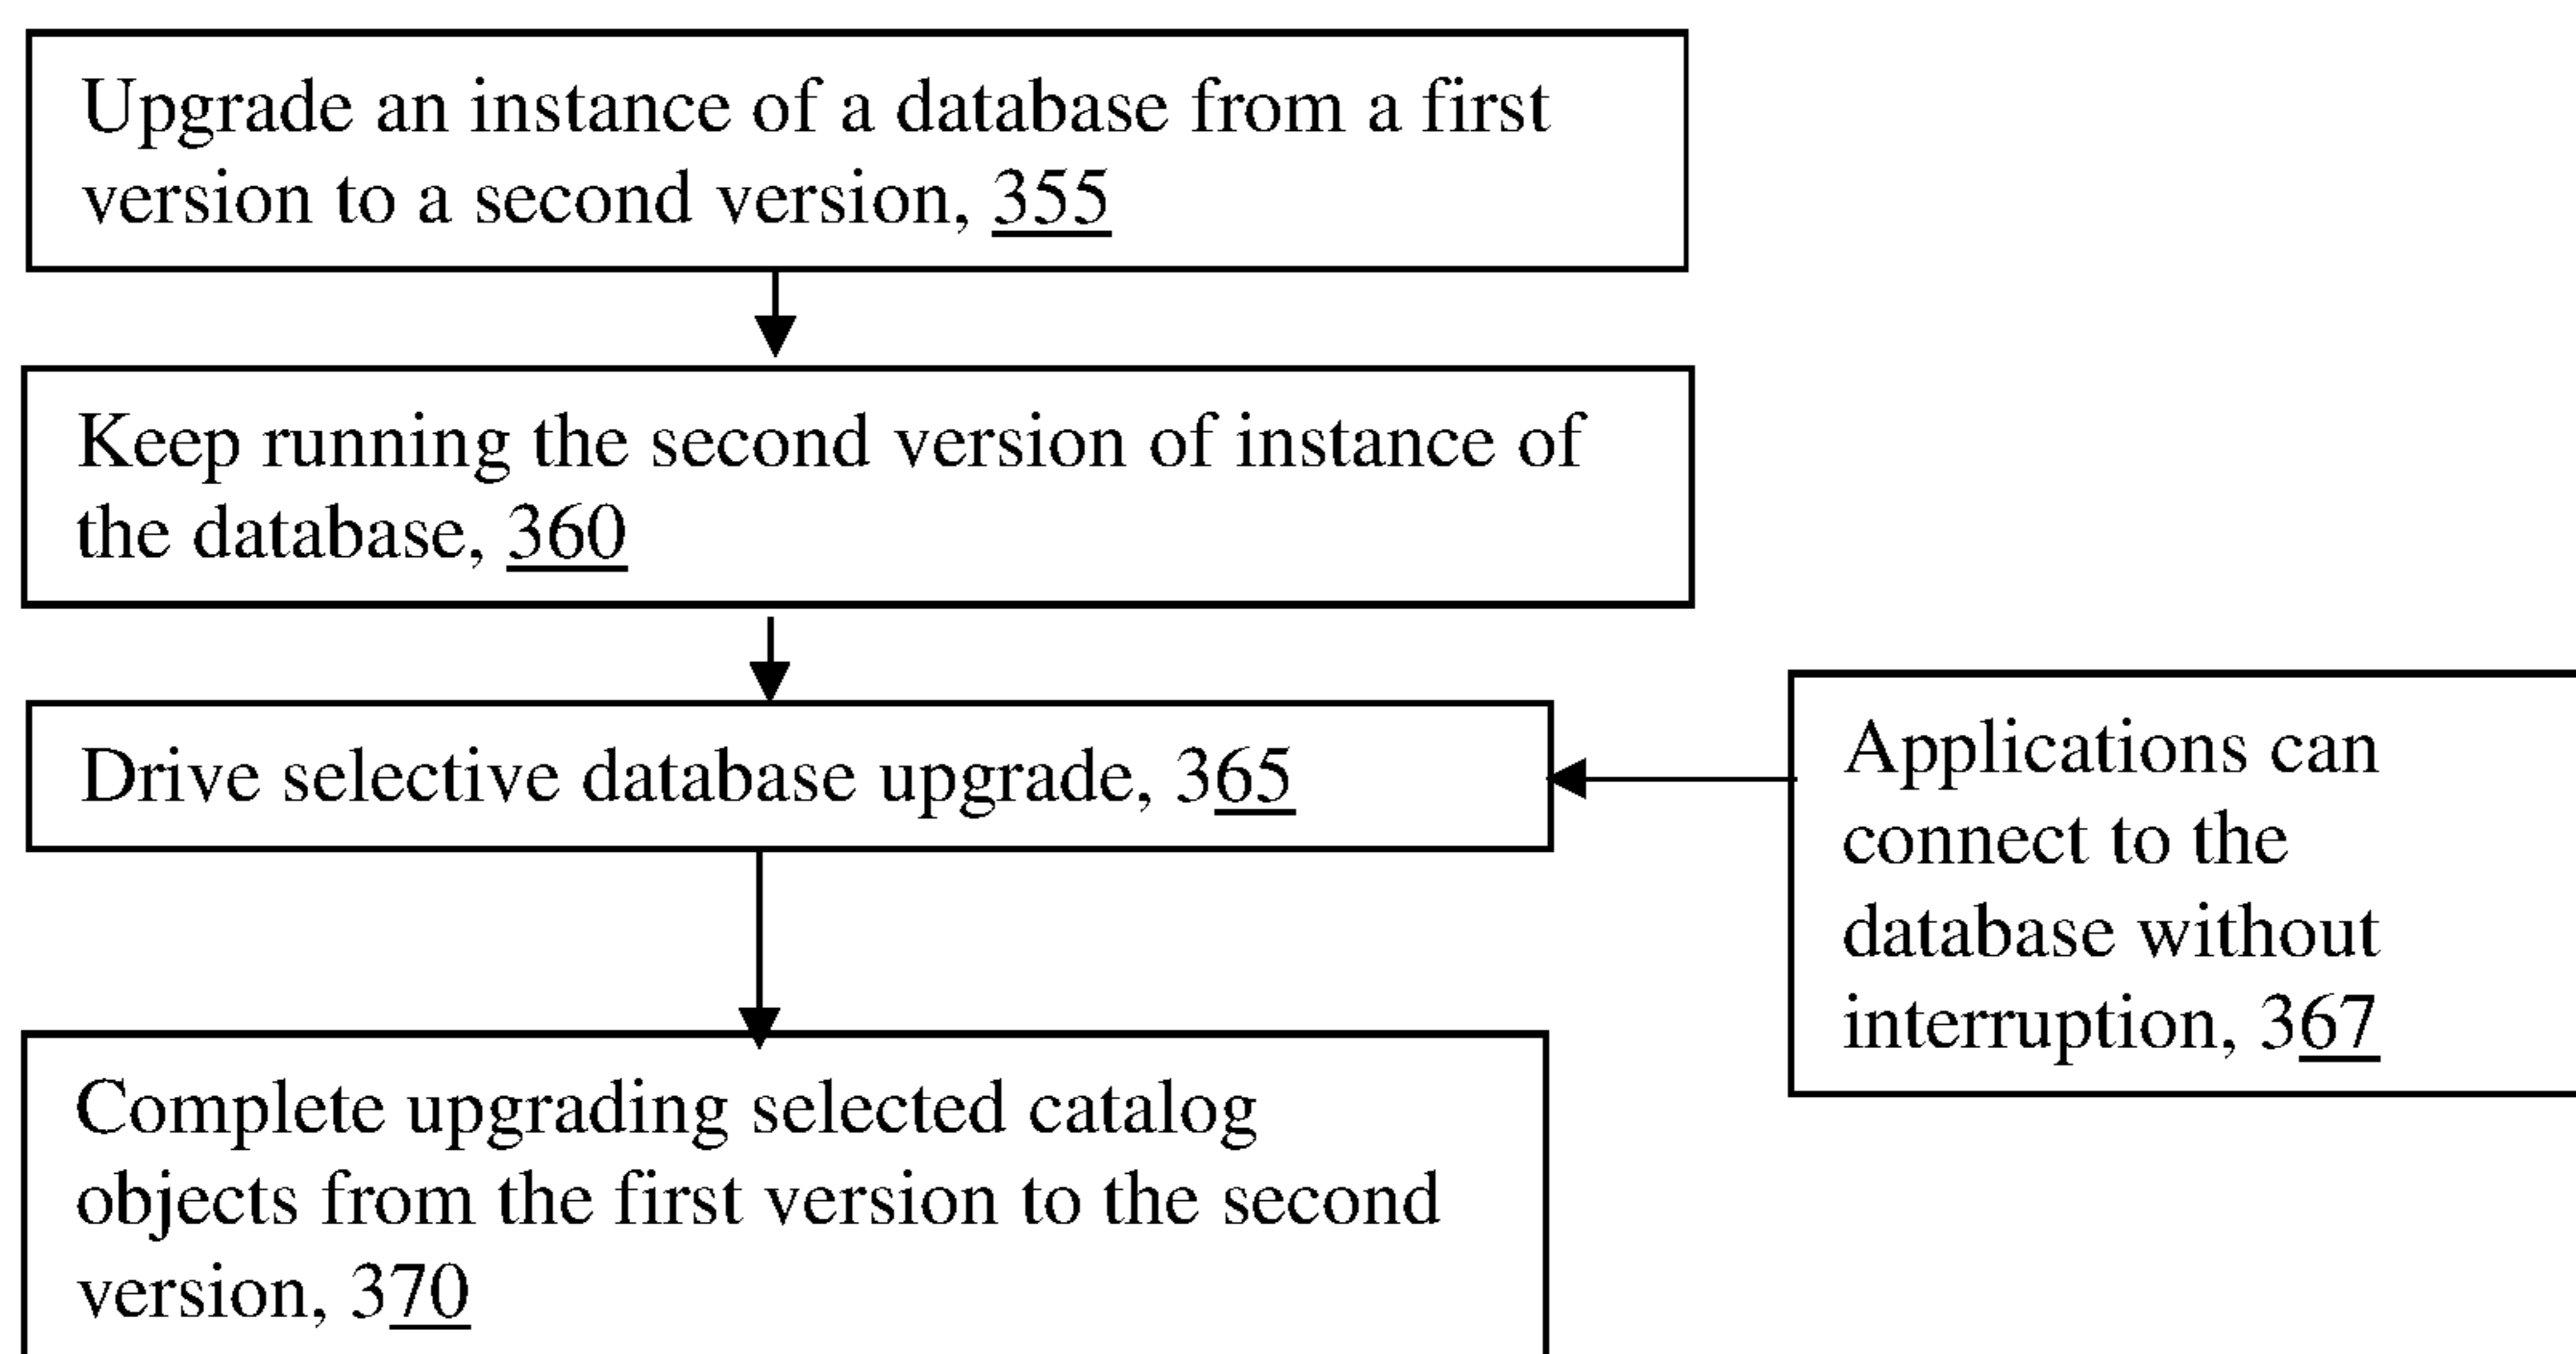 Upgrade an instance of a database from a first
version to a second version, 355
Keep running the second version of instance of
the database, 360
Drive selective database upgrade, 365
Applications can
connect to the
database without
interruption, 367
Complete upgrading selected catalog
objects from the first version to the second
version, 370